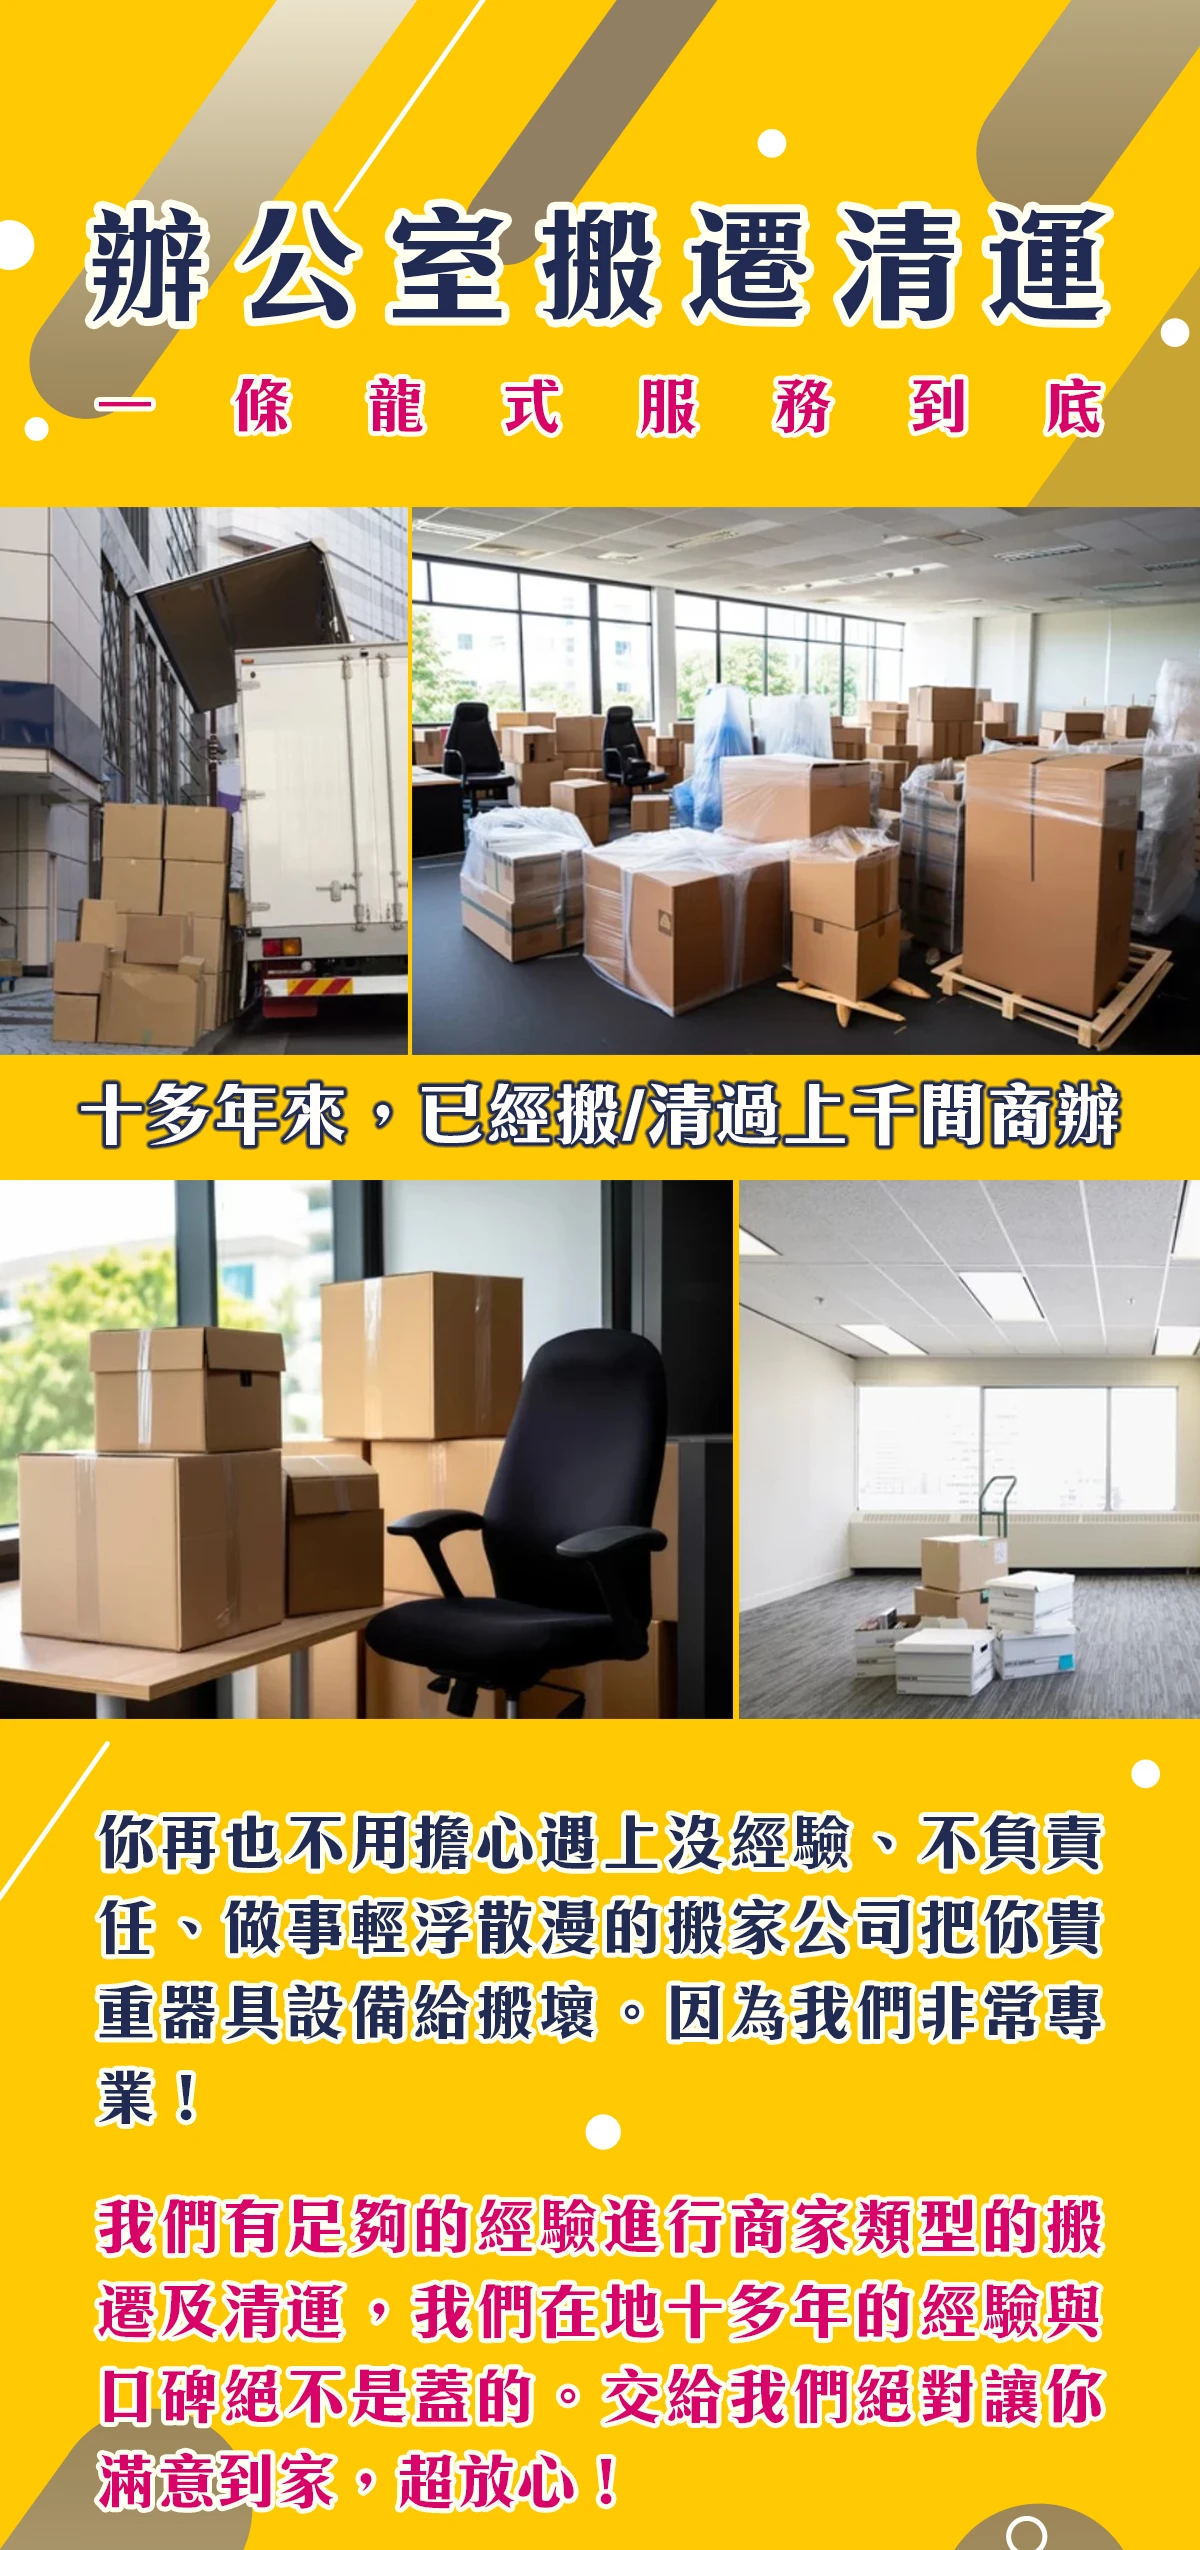 辦公室搬遷清運
一條龍式服務到底
十多年來，已經搬/清過上千間商辦
你再也不用擔心遇上沒經驗、不負責
任、做事輕浮散漫的搬家公司把你貴
重器具設備給搬壞。因為我們非常專
業！
我們有足夠的經驗進行商家類型的搬
遷及清運，我們在地十多年的經驗與
口碑絕不是蓋的。交給我們絕對讓你
滿意到家，超放心！